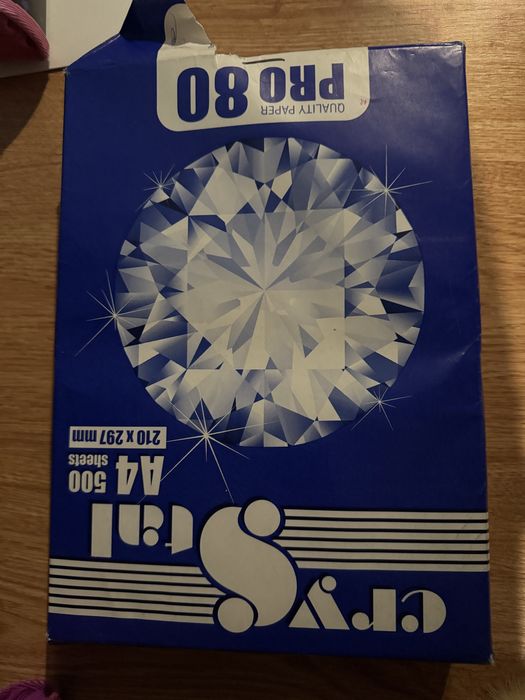 cryStal
A4 500 sheets
210 x 297 mm
QUALITY PAPER
PRO 80